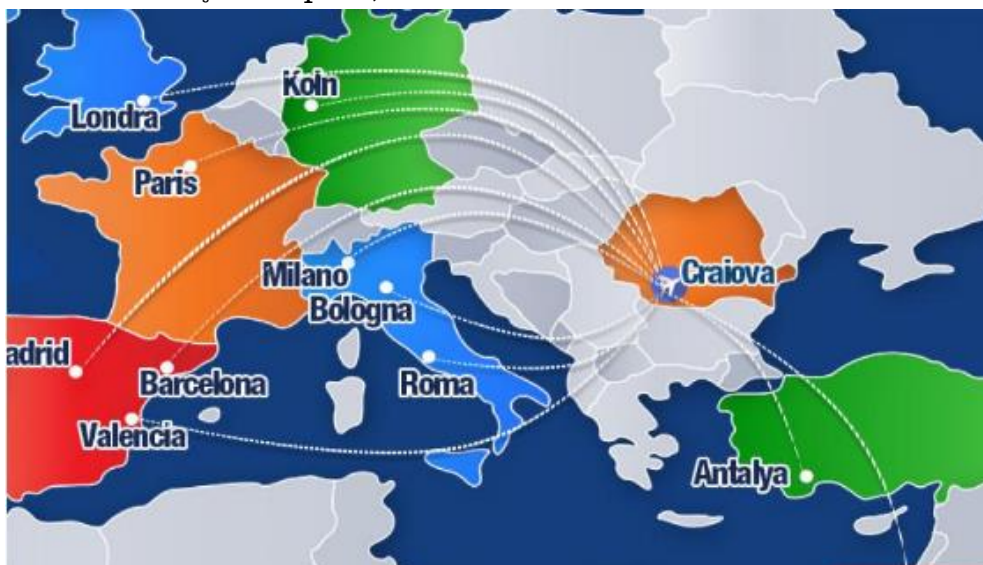 Koln
Londra
Paris
Craiova
Milano
Bologna
adrid
Barcelona
Roma
Valencia
Antalya